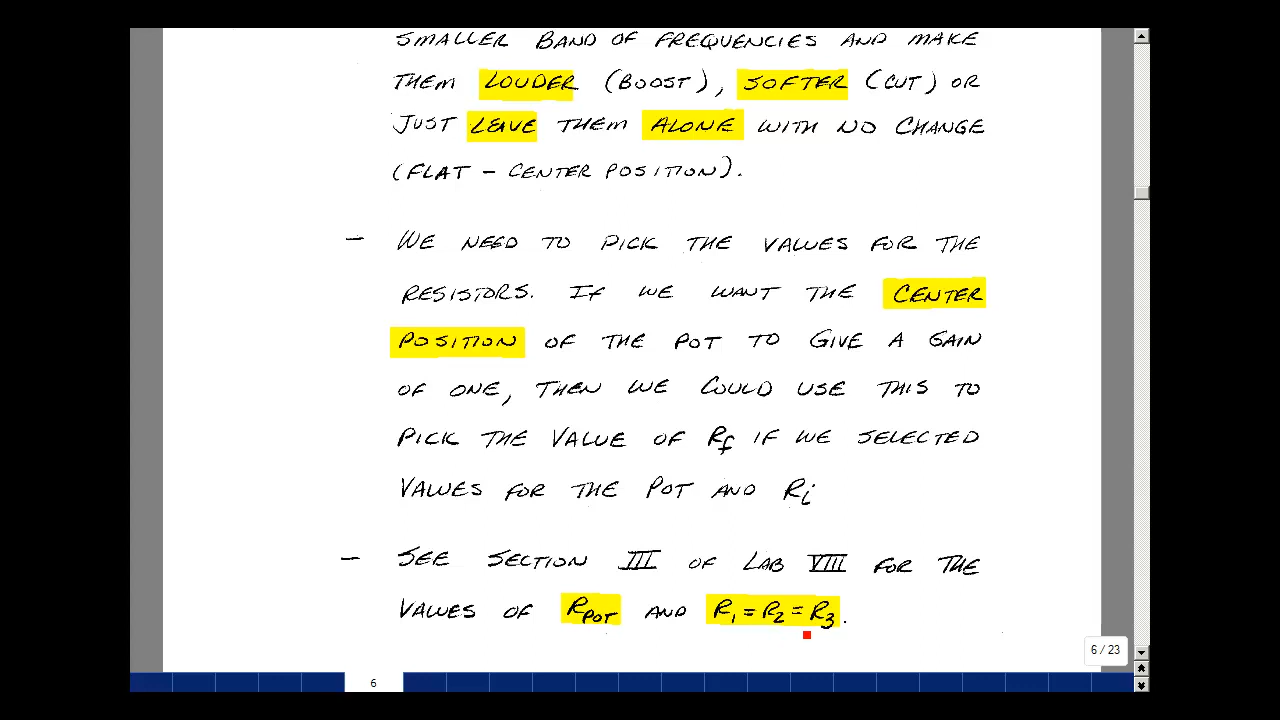 SMALLER BAND OF FREQUENCIES AND MAKE
THEM LOUDER (BOOST), SOFTER (CUT) OR
JUST LEAVE THEM ALONE WITH NO CHANGE
(FLAT - CENTER POSITION).
- WE NEED TO PICK THE VALUES FOR THE
RESISTORS. IF WE WANT THE CENTER
POSITION OF THE POT TO GIVE A GAIN
OF ONE, THEN WE COULD USE THIS TO
PICK THE VALUE OF Rf IF WE SELECTED
VALUES FOR THE POT AND Ri
- SEE SECTION III OF LAB VIII FOR THE
VALUES OF RPOT AND R1 = R2 = R3.
6 / 23
6